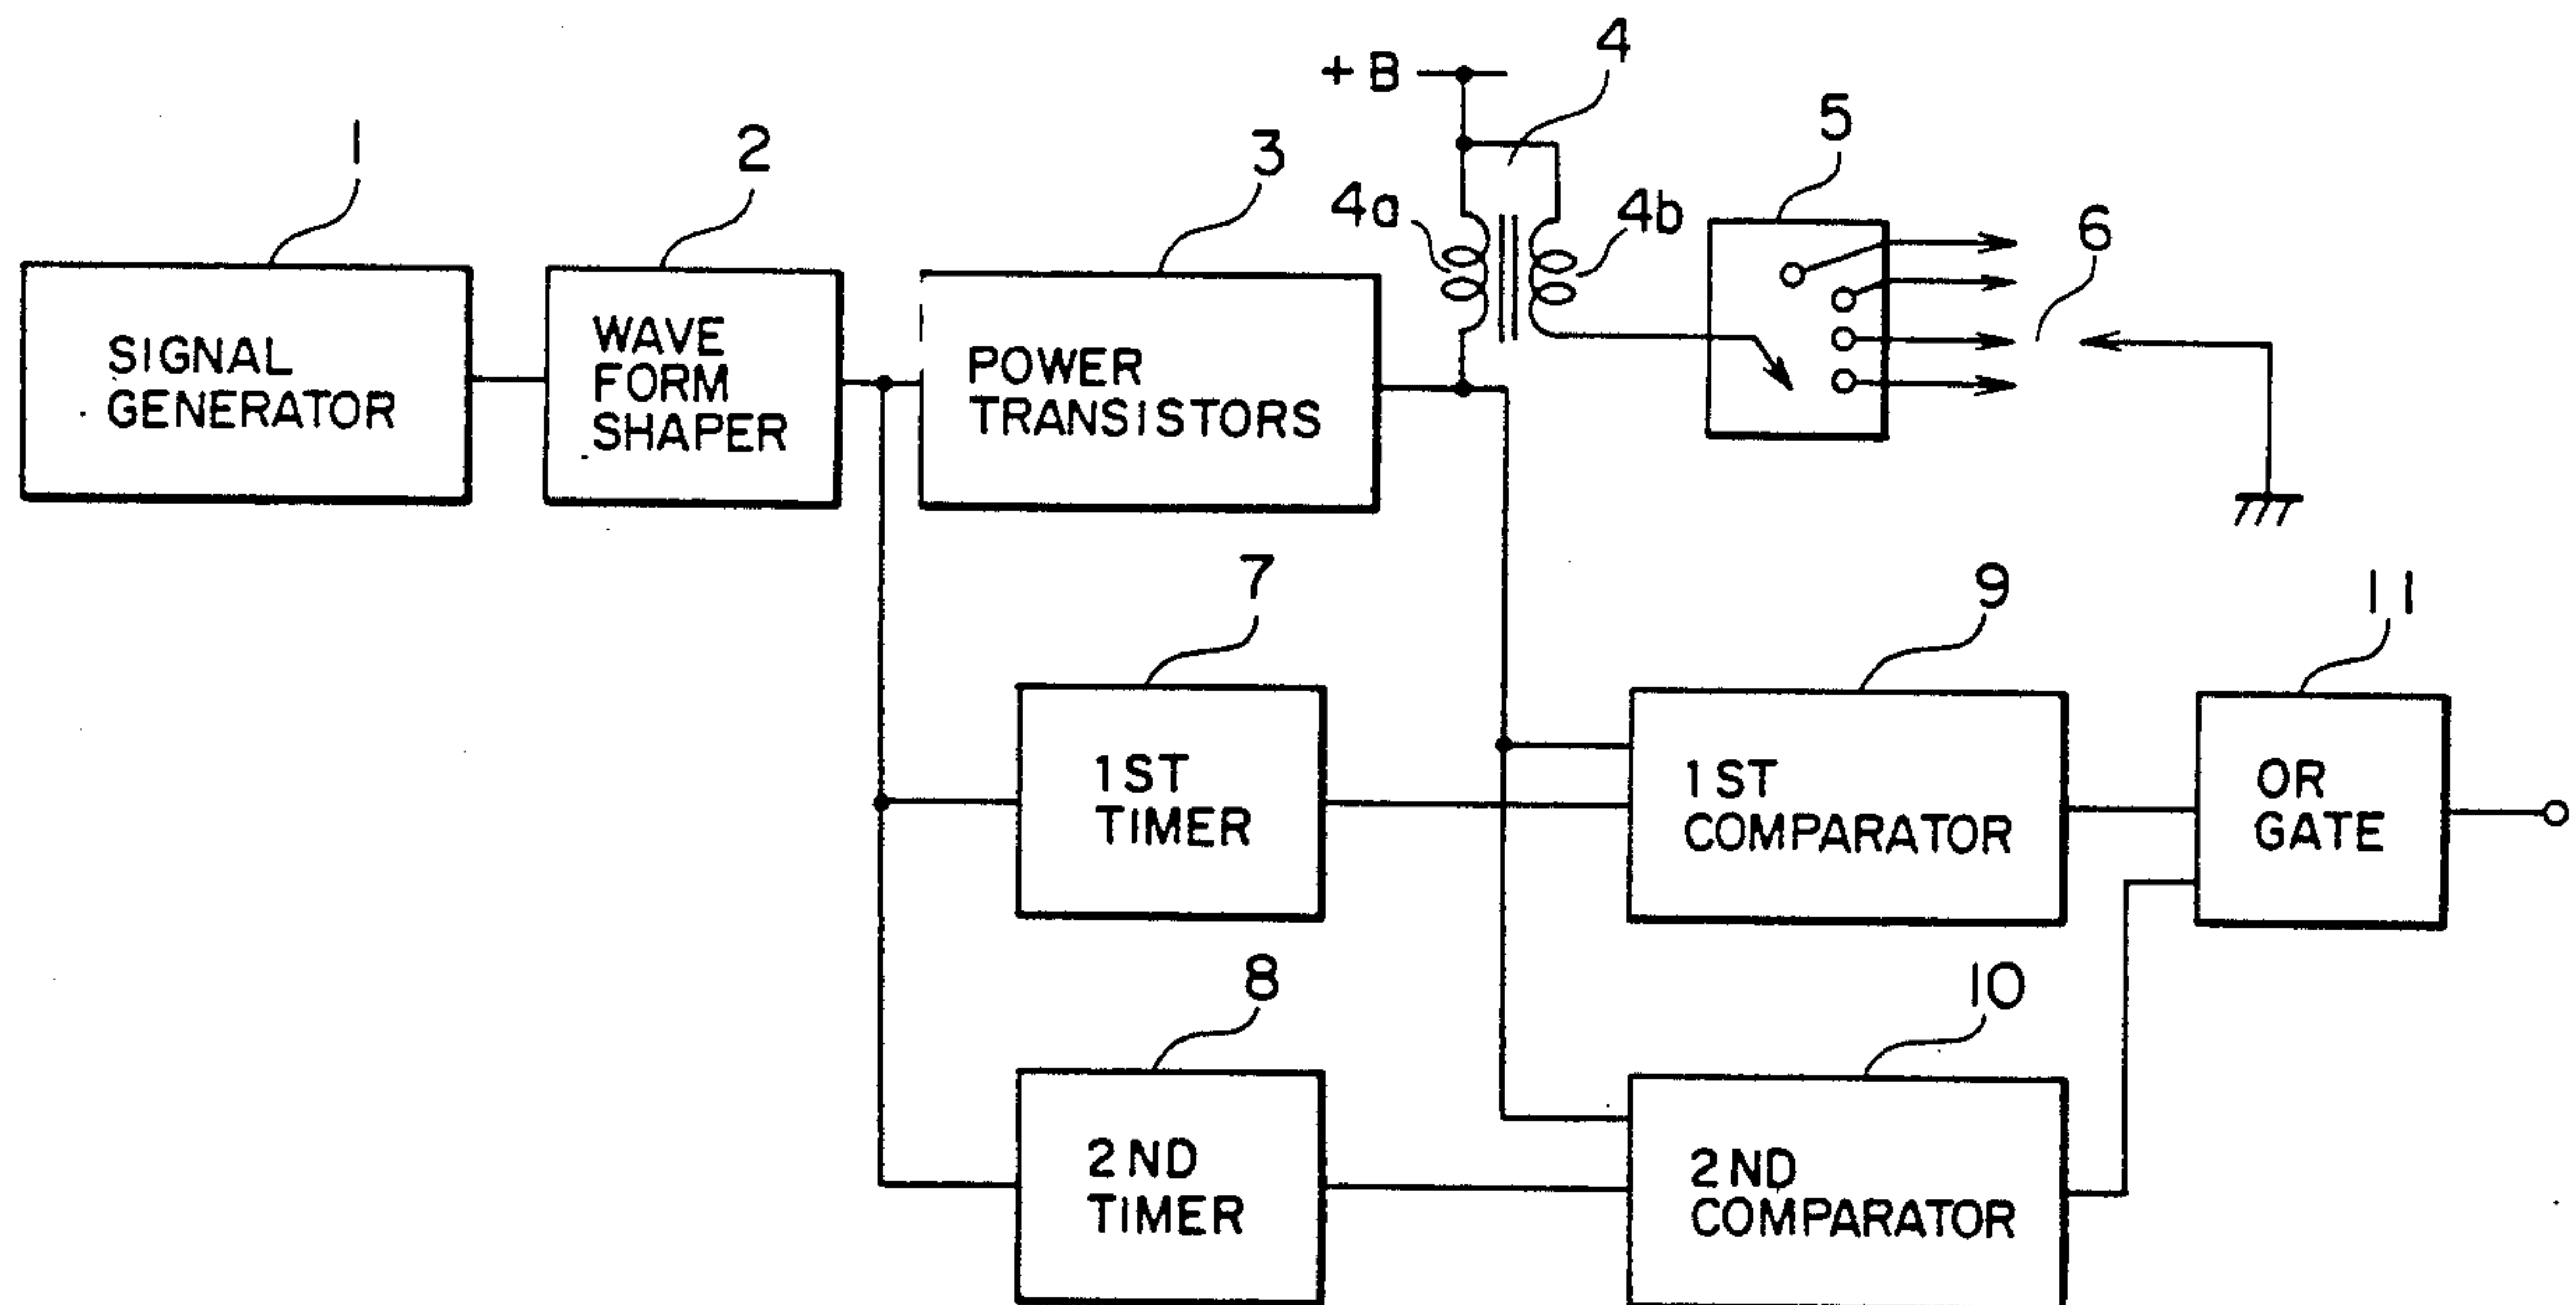 +B
4
1
2
3
4a
4b
5
6
SIGNAL
GENERATOR
WAVE
FORM
SHAPER
POWER
TRANSISTORS
7
9
11
1ST
TIMER
1ST
COMPARATOR
OR
GATE
8
10
2ND
TIMER
2ND
COMPARATOR